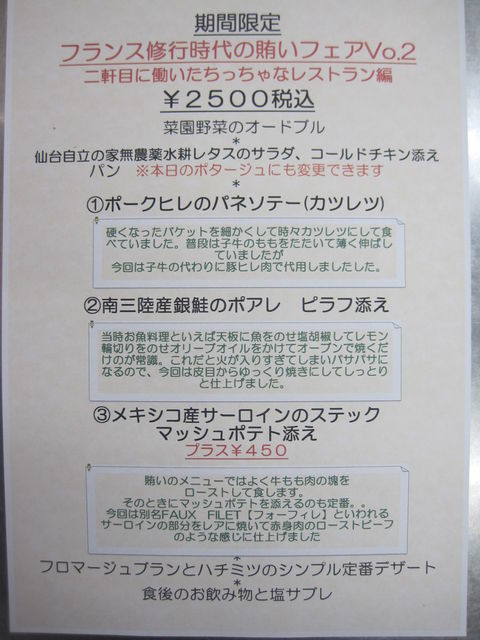 期間限定
フランス修行時代の賄いフェアVo.2
二軒目に働いたちっちゃなレストラン編
￥2500税込
菜園野菜のオードブル
*
仙台自立の家無農薬水耕レタスのサラダ、コールドチキン添え
パン　※本日のポタージュにも変更できます
*
①ポークヒレのパネソテー(カツレツ)
硬くなったバケットを細かくして時々カツレツにして食
べていました。普段は子牛のももをたたいて薄く伸ばし
ていましたが
今回は子牛の代わりに豚ヒレ肉で代用しましたした。
②南三陸産銀鮭のポアレ　ピラフ添え
当時お魚料理といえば天板に魚をのせ塩胡椒してレモン
輪切りをのせオリーブオイルをかけてオーブンで焼くだ
けのが常識。これだと火が入りすぎてしまいパサパサに
なるので、今回は皮目からゆっくり焼きにしてしっとり
と仕上げました。
③メキシコ産サーロインのステック
マッシュポテト添え
プラス￥450
賄いのメニューではよく牛もも肉の塊を
ローストして食します。
そのときにマッシュポテトを添えるのも定番。。
今回は別名FAUX　FILET【フォーフィレ】といわれる
サーロインの部分をレアに焼いて赤身肉のローストビーフ
のような感じに仕上げました
*
フロマージュブランとハチミツのシンプル定番デザート
*
食後のお飲み物と塩サブレ